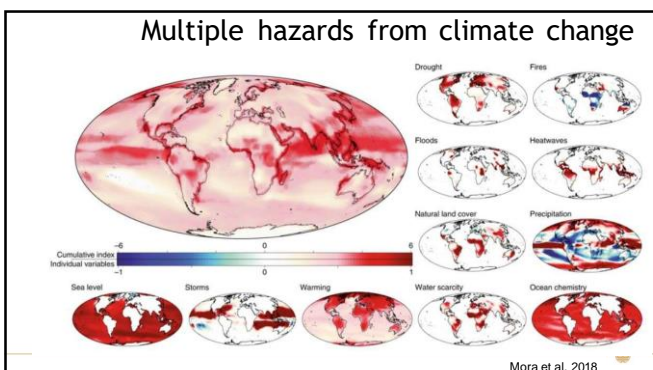 Multiple hazards from climate change
Drought
Fires
Floods
Heatwaves
Natural land cover
Precipitation
−6 0 6
Cumulative index
Individual variables
−1 0 1
Sea level
Storms
Warming
Water scarcity
Ocean chemistry
Mora et al. 2018